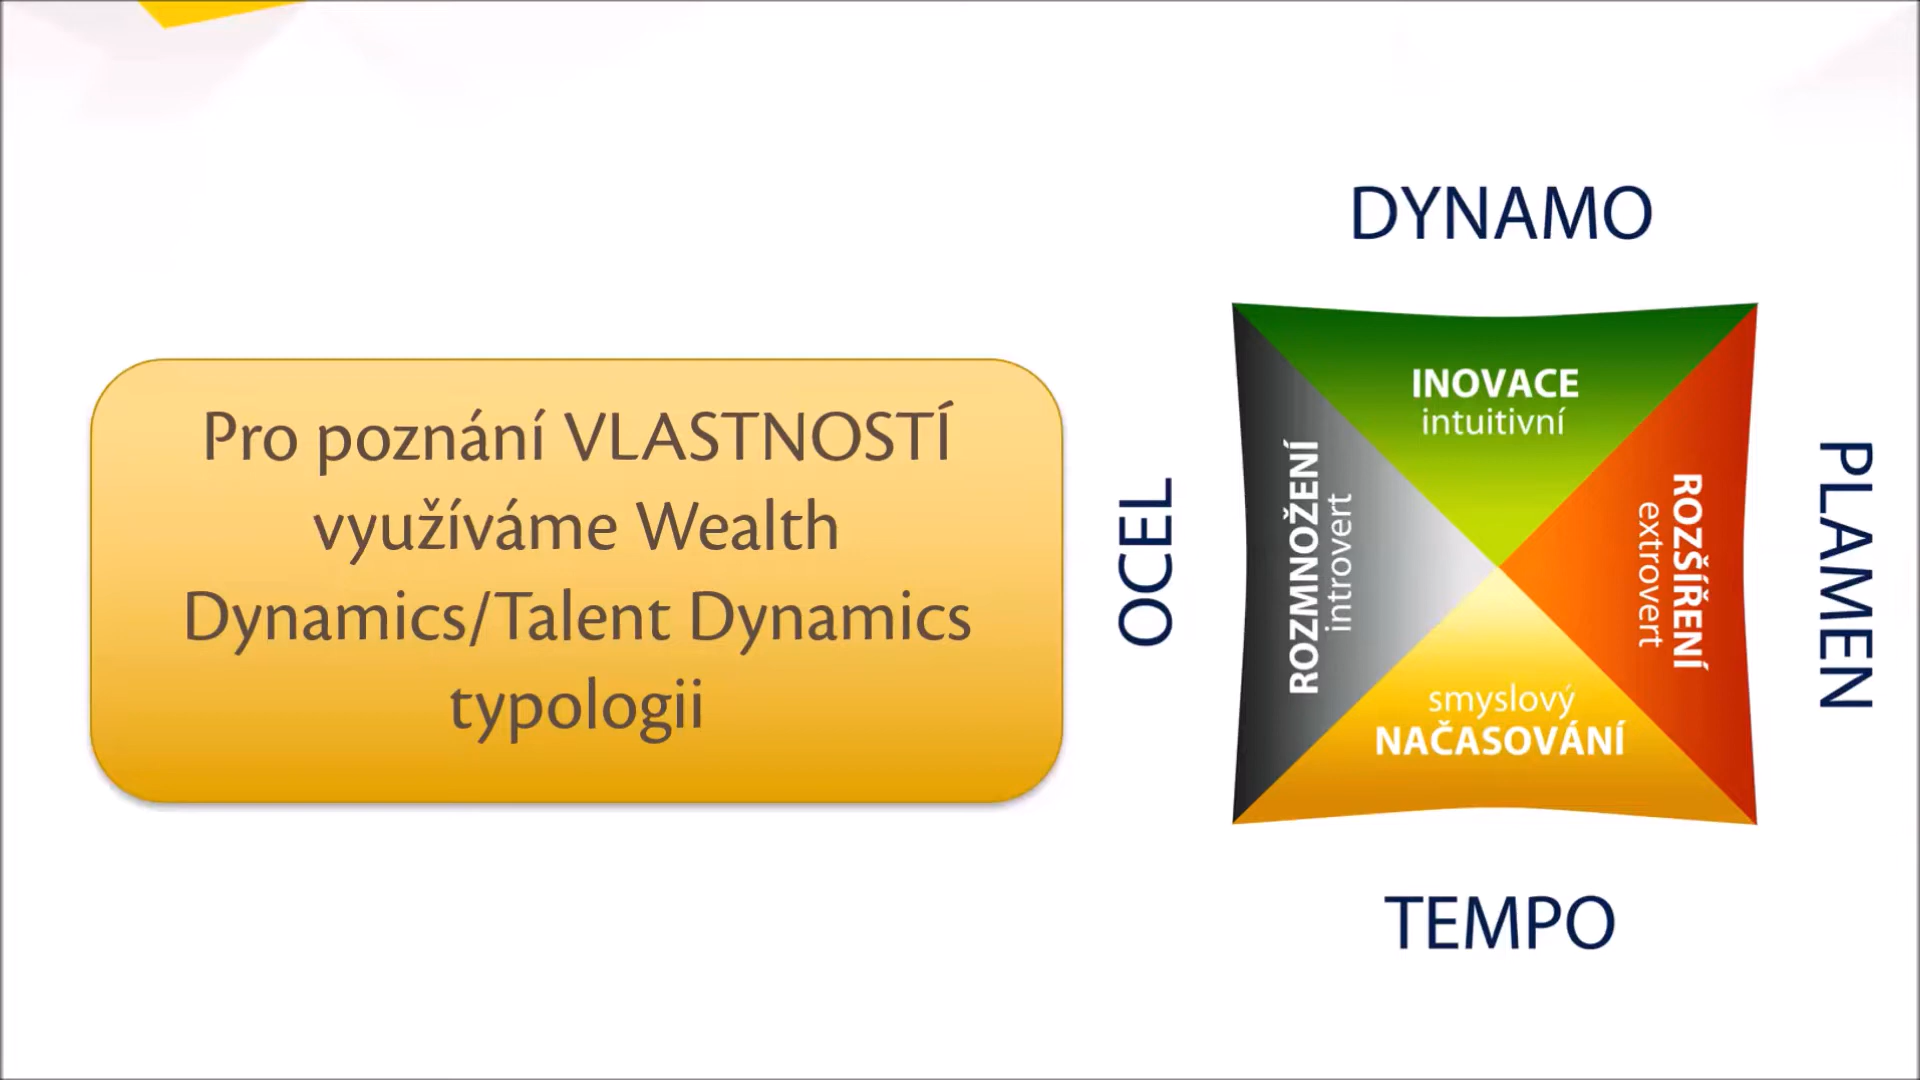 Pro poznání VLASTNOSTÍ
využíváme Wealth
Dynamics/Talent Dynamics
typologii
DYNAMO
INOVACE
intuitivní
OCEL
ROZMNOŽENÍ
introvert
ROZŠÍŘENÍ
extrovert
PLAMEN
smyslový
NAČASOVÁNÍ
TEMPO